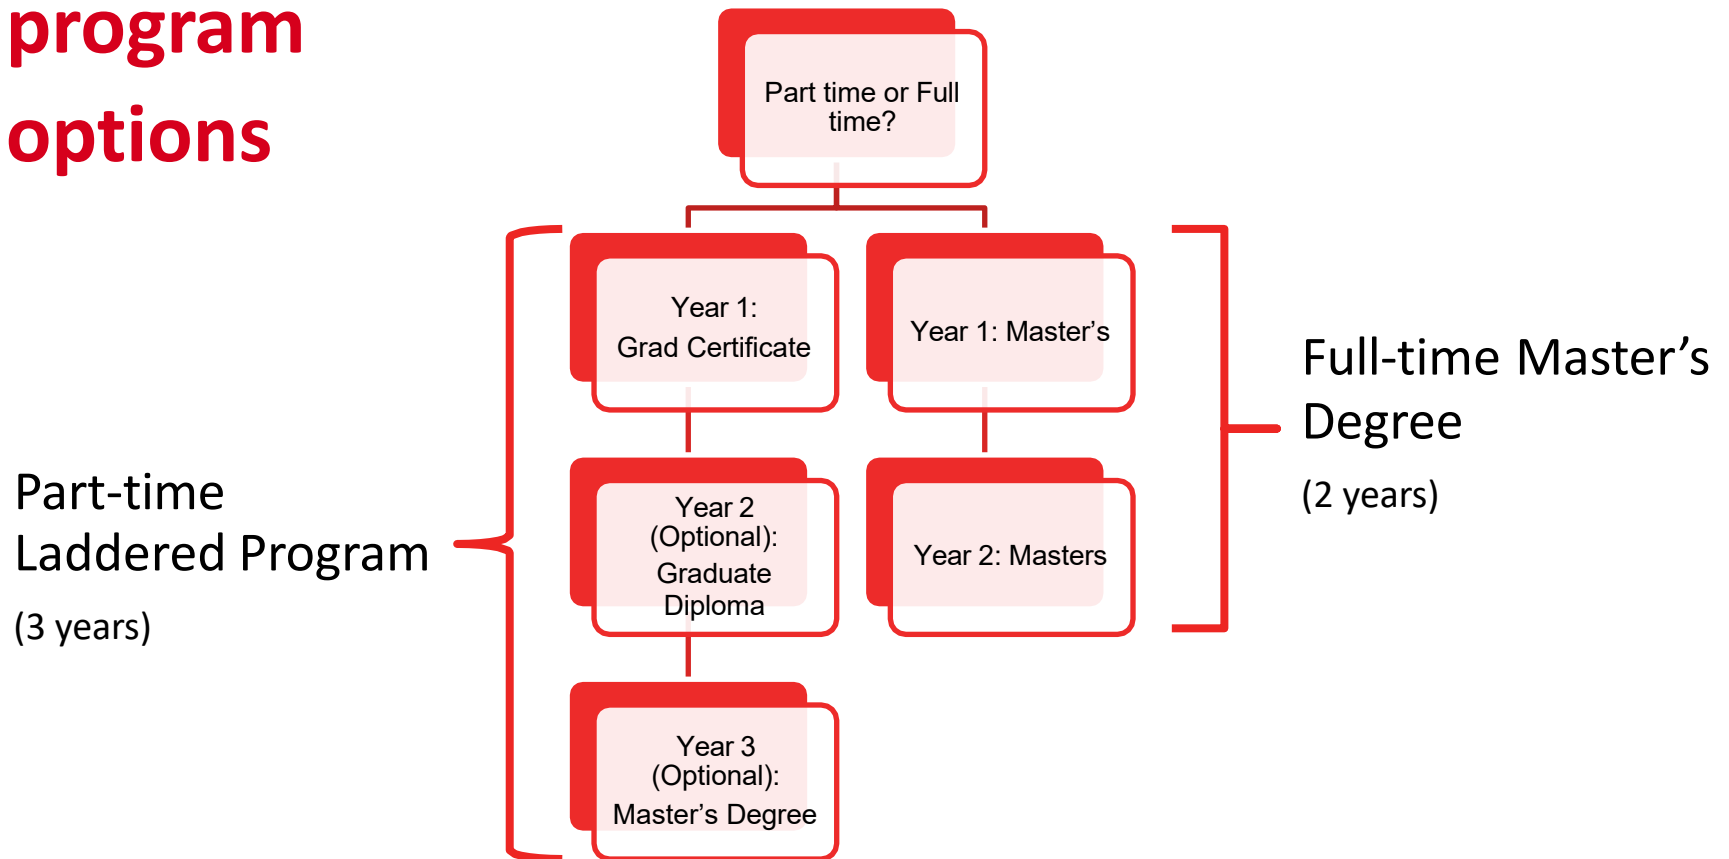 program
options
Part time or Full
time?
Year 1:
Grad Certificate
Year 1: Master’s
Full-time Master’s
Degree
(2 years)
Part-time
Laddered Program
(3 years)
Year 2
(Optional):
Graduate
Diploma
Year 2: Masters
Year 3
(Optional):
Master’s Degree